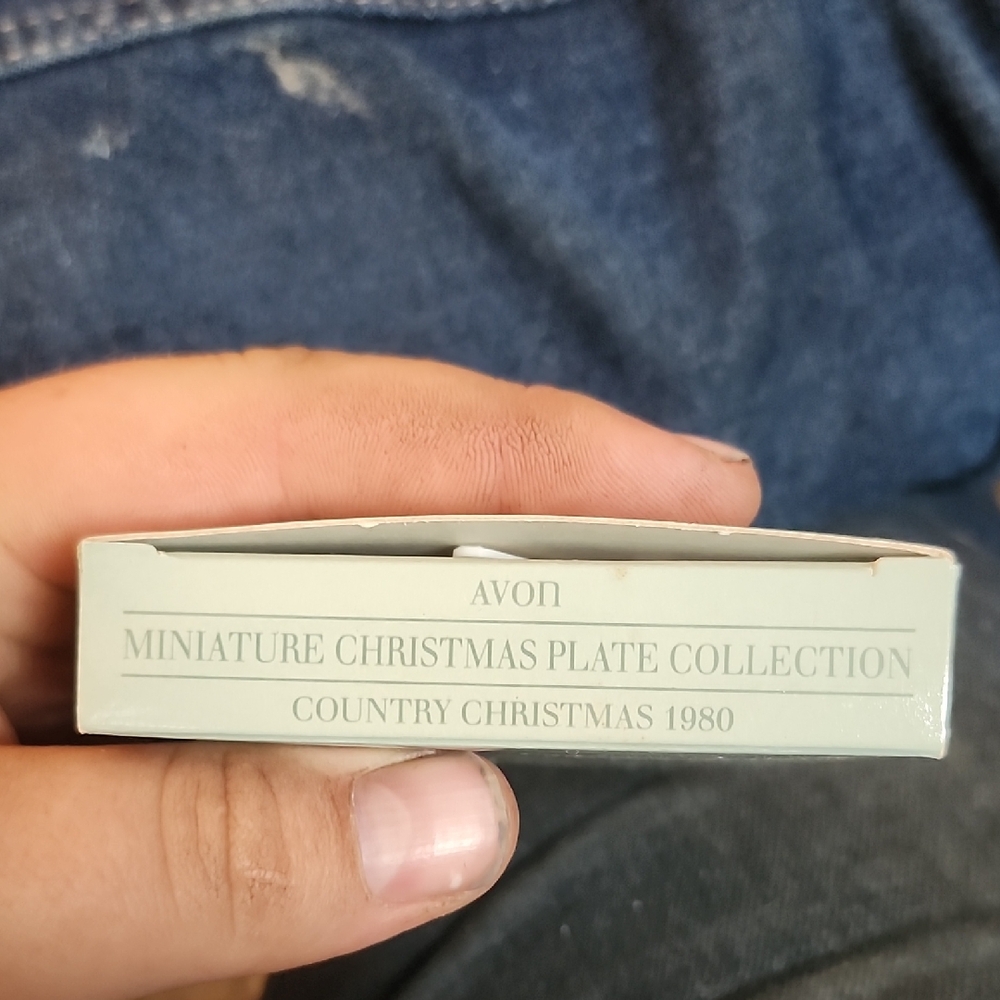 AVON
MINIATURE CHRISTMAS PLATE COLLECTION
COUNTRY CHRISTMAS 1980